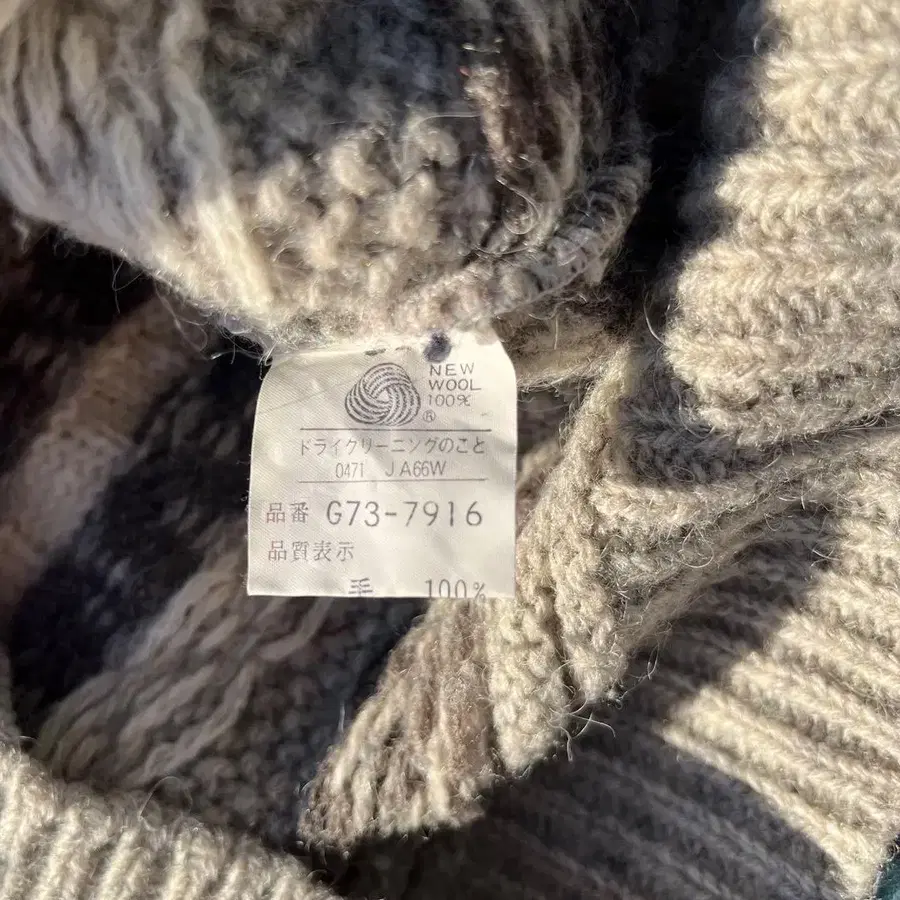 NEW
WOOL
100%
®
ドライクリーニングのこと
0471 JA66W
品番 G73-7916
品質表示
毛 100%